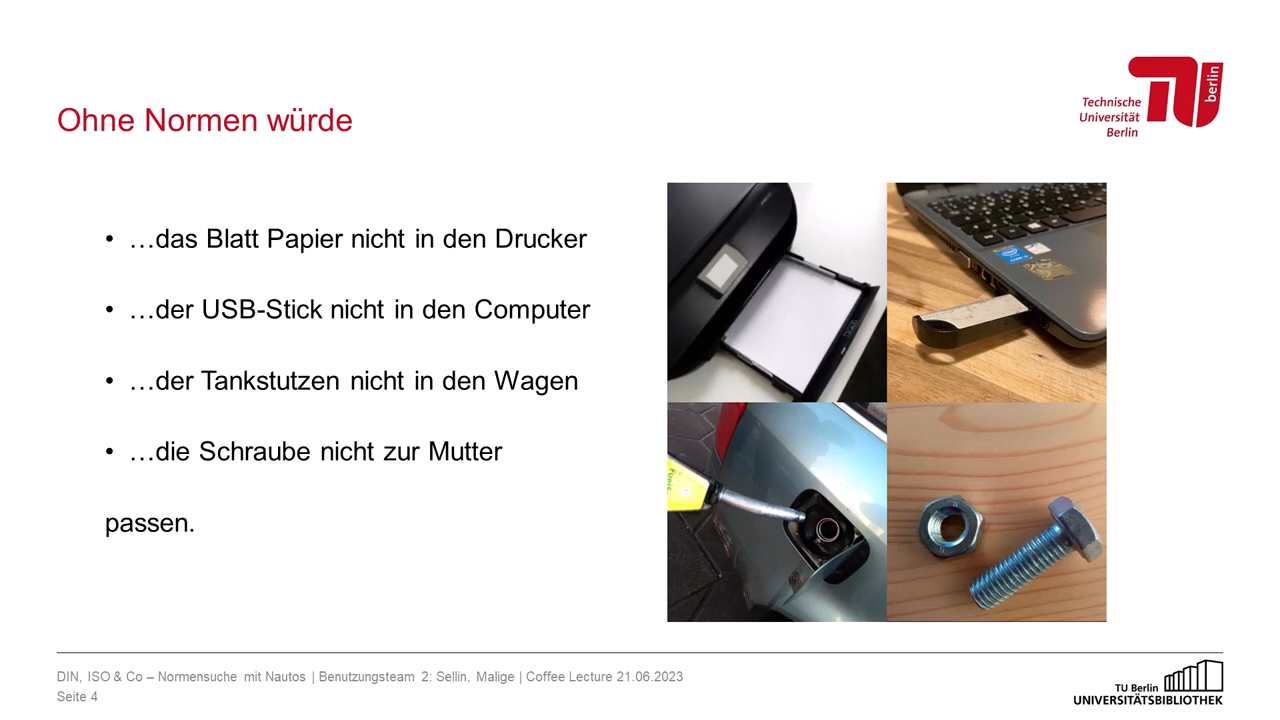 Technische
Universität
Berlin
berlin
Ohne Normen würde
• …das Blatt Papier nicht in den Drucker
• …der USB-Stick nicht in den Computer
• …der Tankstutzen nicht in den Wagen
• …die Schraube nicht zur Mutter
passen.
DIN, ISO & Co – Normensuche mit Nautos | Benutzungsteam 2: Sellin, Malige | Coffee Lecture 21.06.2023
Seite 4
TU Berlin
UNIVERSITÄTSBIBLIOTHEK